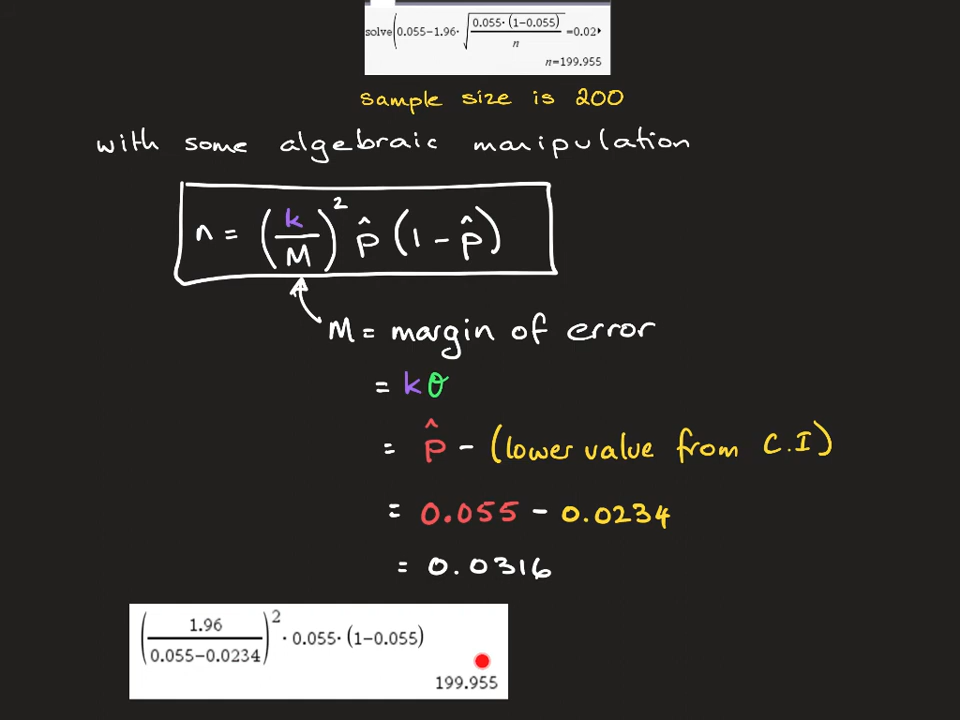 solve(0.055-1.96·√(0.055·(1-0.055)/n)=0.02▸
n=199.955
sample size is 200
with some algebraic manipulation
n = (k/M)² p̂ (1 - p̂)
M = margin of error
= kθ
= p̂ - (lower value from C.I)
= 0.055 - 0.0234
= 0.0316
(1.96/(0.055-0.0234))²·0.055·(1-0.055)
199.955